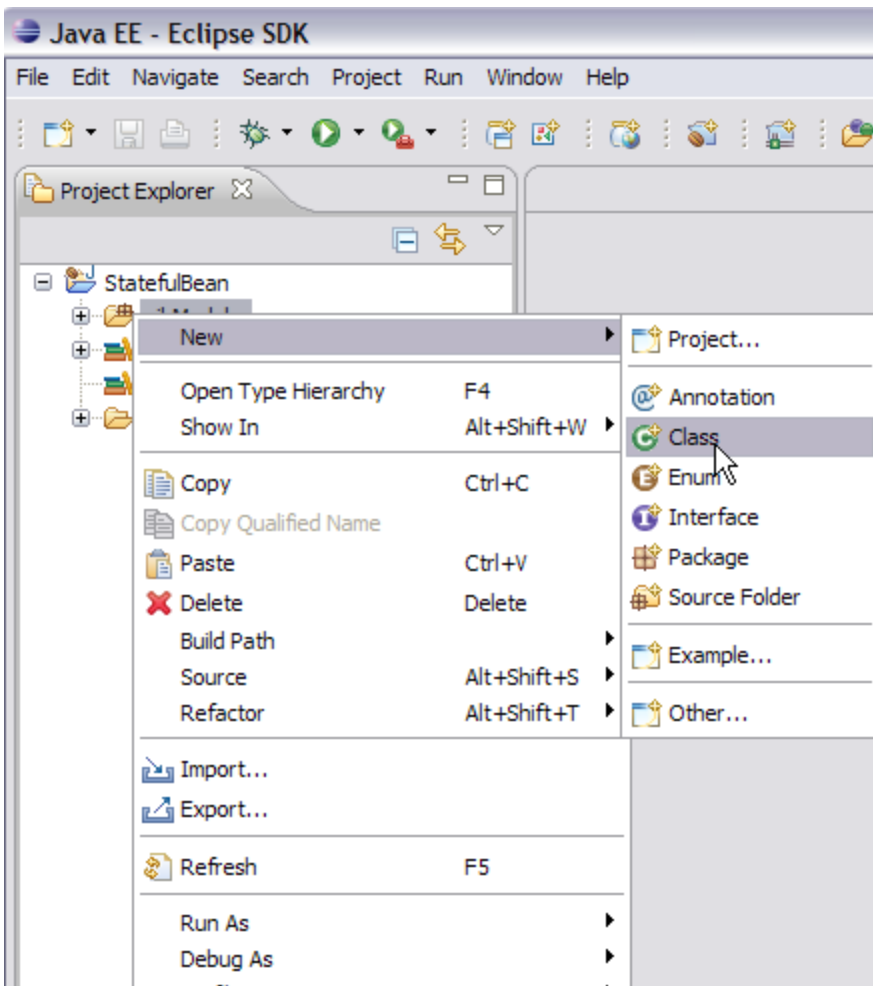 Java EE - Eclipse SDK
File Edit Navigate Search Project Run Window Help
Project Explorer
StatefulBean
New
Open Type Hierarchy F4
Show In Alt+Shift+W
Copy Ctrl+C
Copy Qualified Name
Paste Ctrl+V
Delete Delete
Build Path
Source Alt+Shift+S
Refactor Alt+Shift+T
Import...
Export...
Refresh F5
Run As
Debug As
Project...
Annotation
Class
Enum
Interface
Package
Source Folder
Example...
Other...